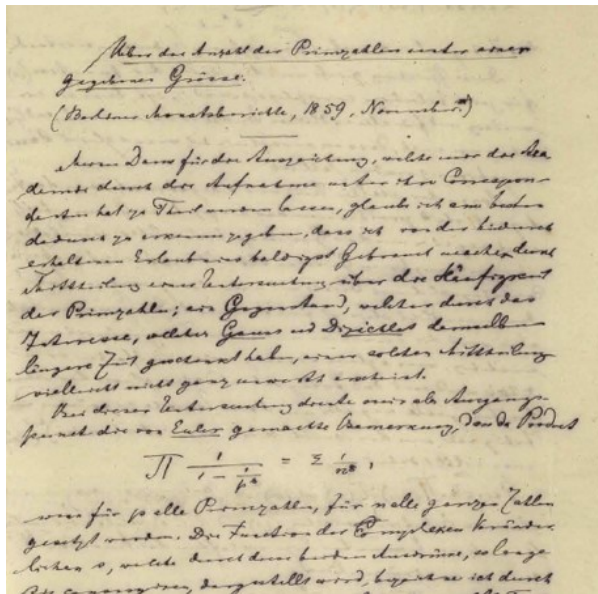 Ueber die Anzahl der Primzahlen unter einer
gegebenen Grösse.
(Berliner Monatsberichte, 1859, November.)
Meinen Dank für die Auszeichnung, welche mir die Aka-
demie durch die Aufnahme unter ihre Correspon-
denten hat zu Theil werden lassen, glaube ich am besten
dadurch zu erkennen zu geben, dass ich von der hiedurch
erhaltenen Erlaubniss baldigst Gebrauch mache durch
Mittheilung einer Untersuchung über die Häufigkeit
der Primzahlen; ein Gegenstand, welcher durch das
Interesse, welches Gauss und Dirichlet demselben
längere Zeit geschenkt haben, einer solchen Mittheilung
vielleicht nicht ganz unwerth erscheint.
Bei dieser Untersuchung diente mir als Ausgangs-
punkt die von Euler gemachte Bemerkung, dass das Product
∏ 1/(1 − 1/p^s) = Σ 1/n^s,
wenn für p alle Primzahlen, für n alle ganzen Zahlen
gesetzt werden. Die Function der complexen Veränder-
lichen s, welche durch diese beiden Ausdrücke, so lange
sie convergiren, dargestellt wird, bezeichne ich durch